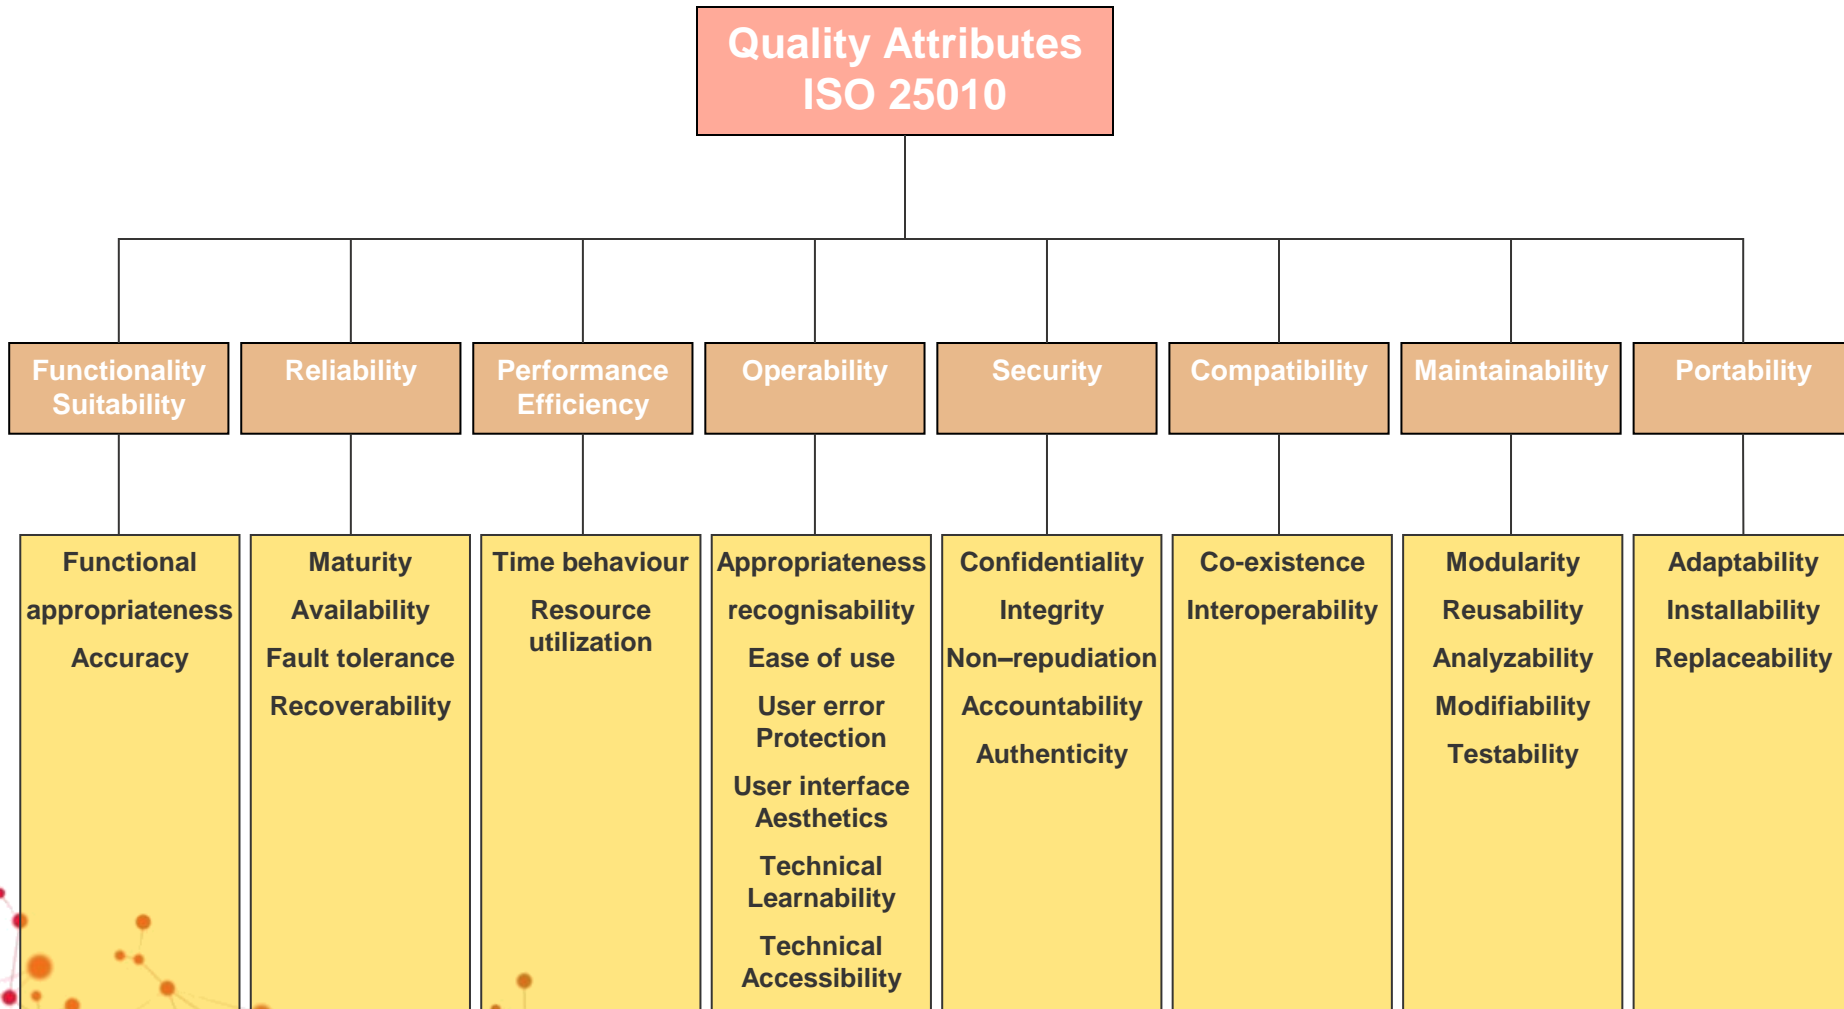 Quality Attributes
ISO 25010
Functionality
Suitability
Reliability
Performance
Efficiency
Operability
Security
Compatibility
Maintainability
Portability
Functional
appropriateness
Accuracy
Maturity
Availability
Fault tolerance
Recoverability
Time behaviour
Resource
utilization
Appropriateness
recognisability
Ease of use
User error
Protection
User interface
Aesthetics
Technical
Learnability
Technical
Accessibility
Confidentiality
Integrity
Non–repudiation
Accountability
Authenticity
Co-existence
Interoperability
Modularity
Reusability
Analyzability
Modifiability
Testability
Adaptability
Installability
Replaceability